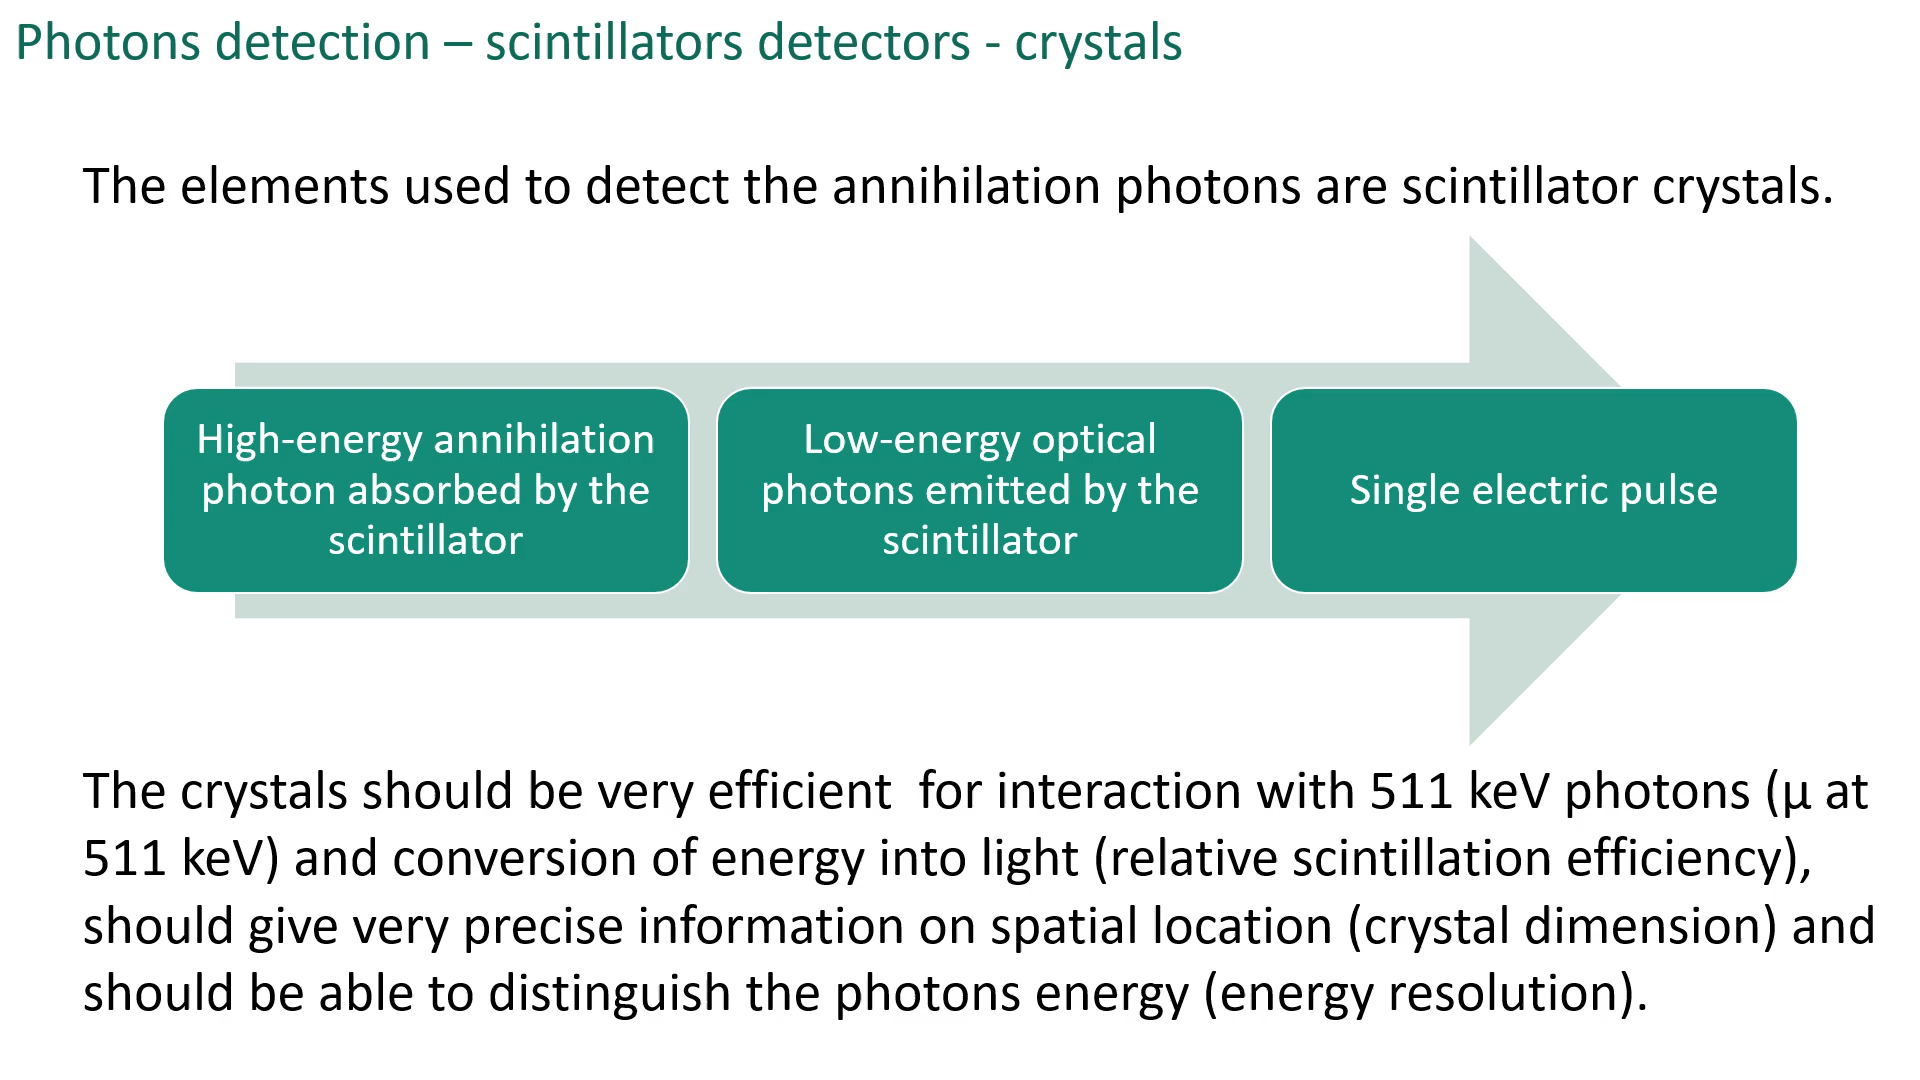 Photons detection – scintillators detectors - crystals
The elements used to detect the annihilation photons are scintillator crystals.
High-energy annihilation
photon absorbed by the
scintillator
Low-energy optical
photons emitted by the
scintillator
Single electric pulse
The crystals should be very efficient  for interaction with 511 keV photons (µ at
511 keV) and conversion of energy into light (relative scintillation efficiency),
should give very precise information on spatial location (crystal dimension) and
should be able to distinguish the photons energy (energy resolution).